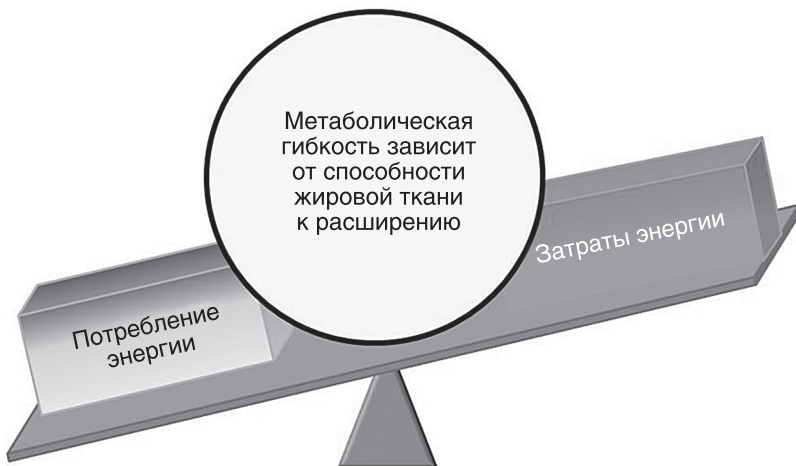 Метаболическая
гибкость зависит
от способности
жировой ткани
к расширению
Затраты энергии
Потребление
энергии